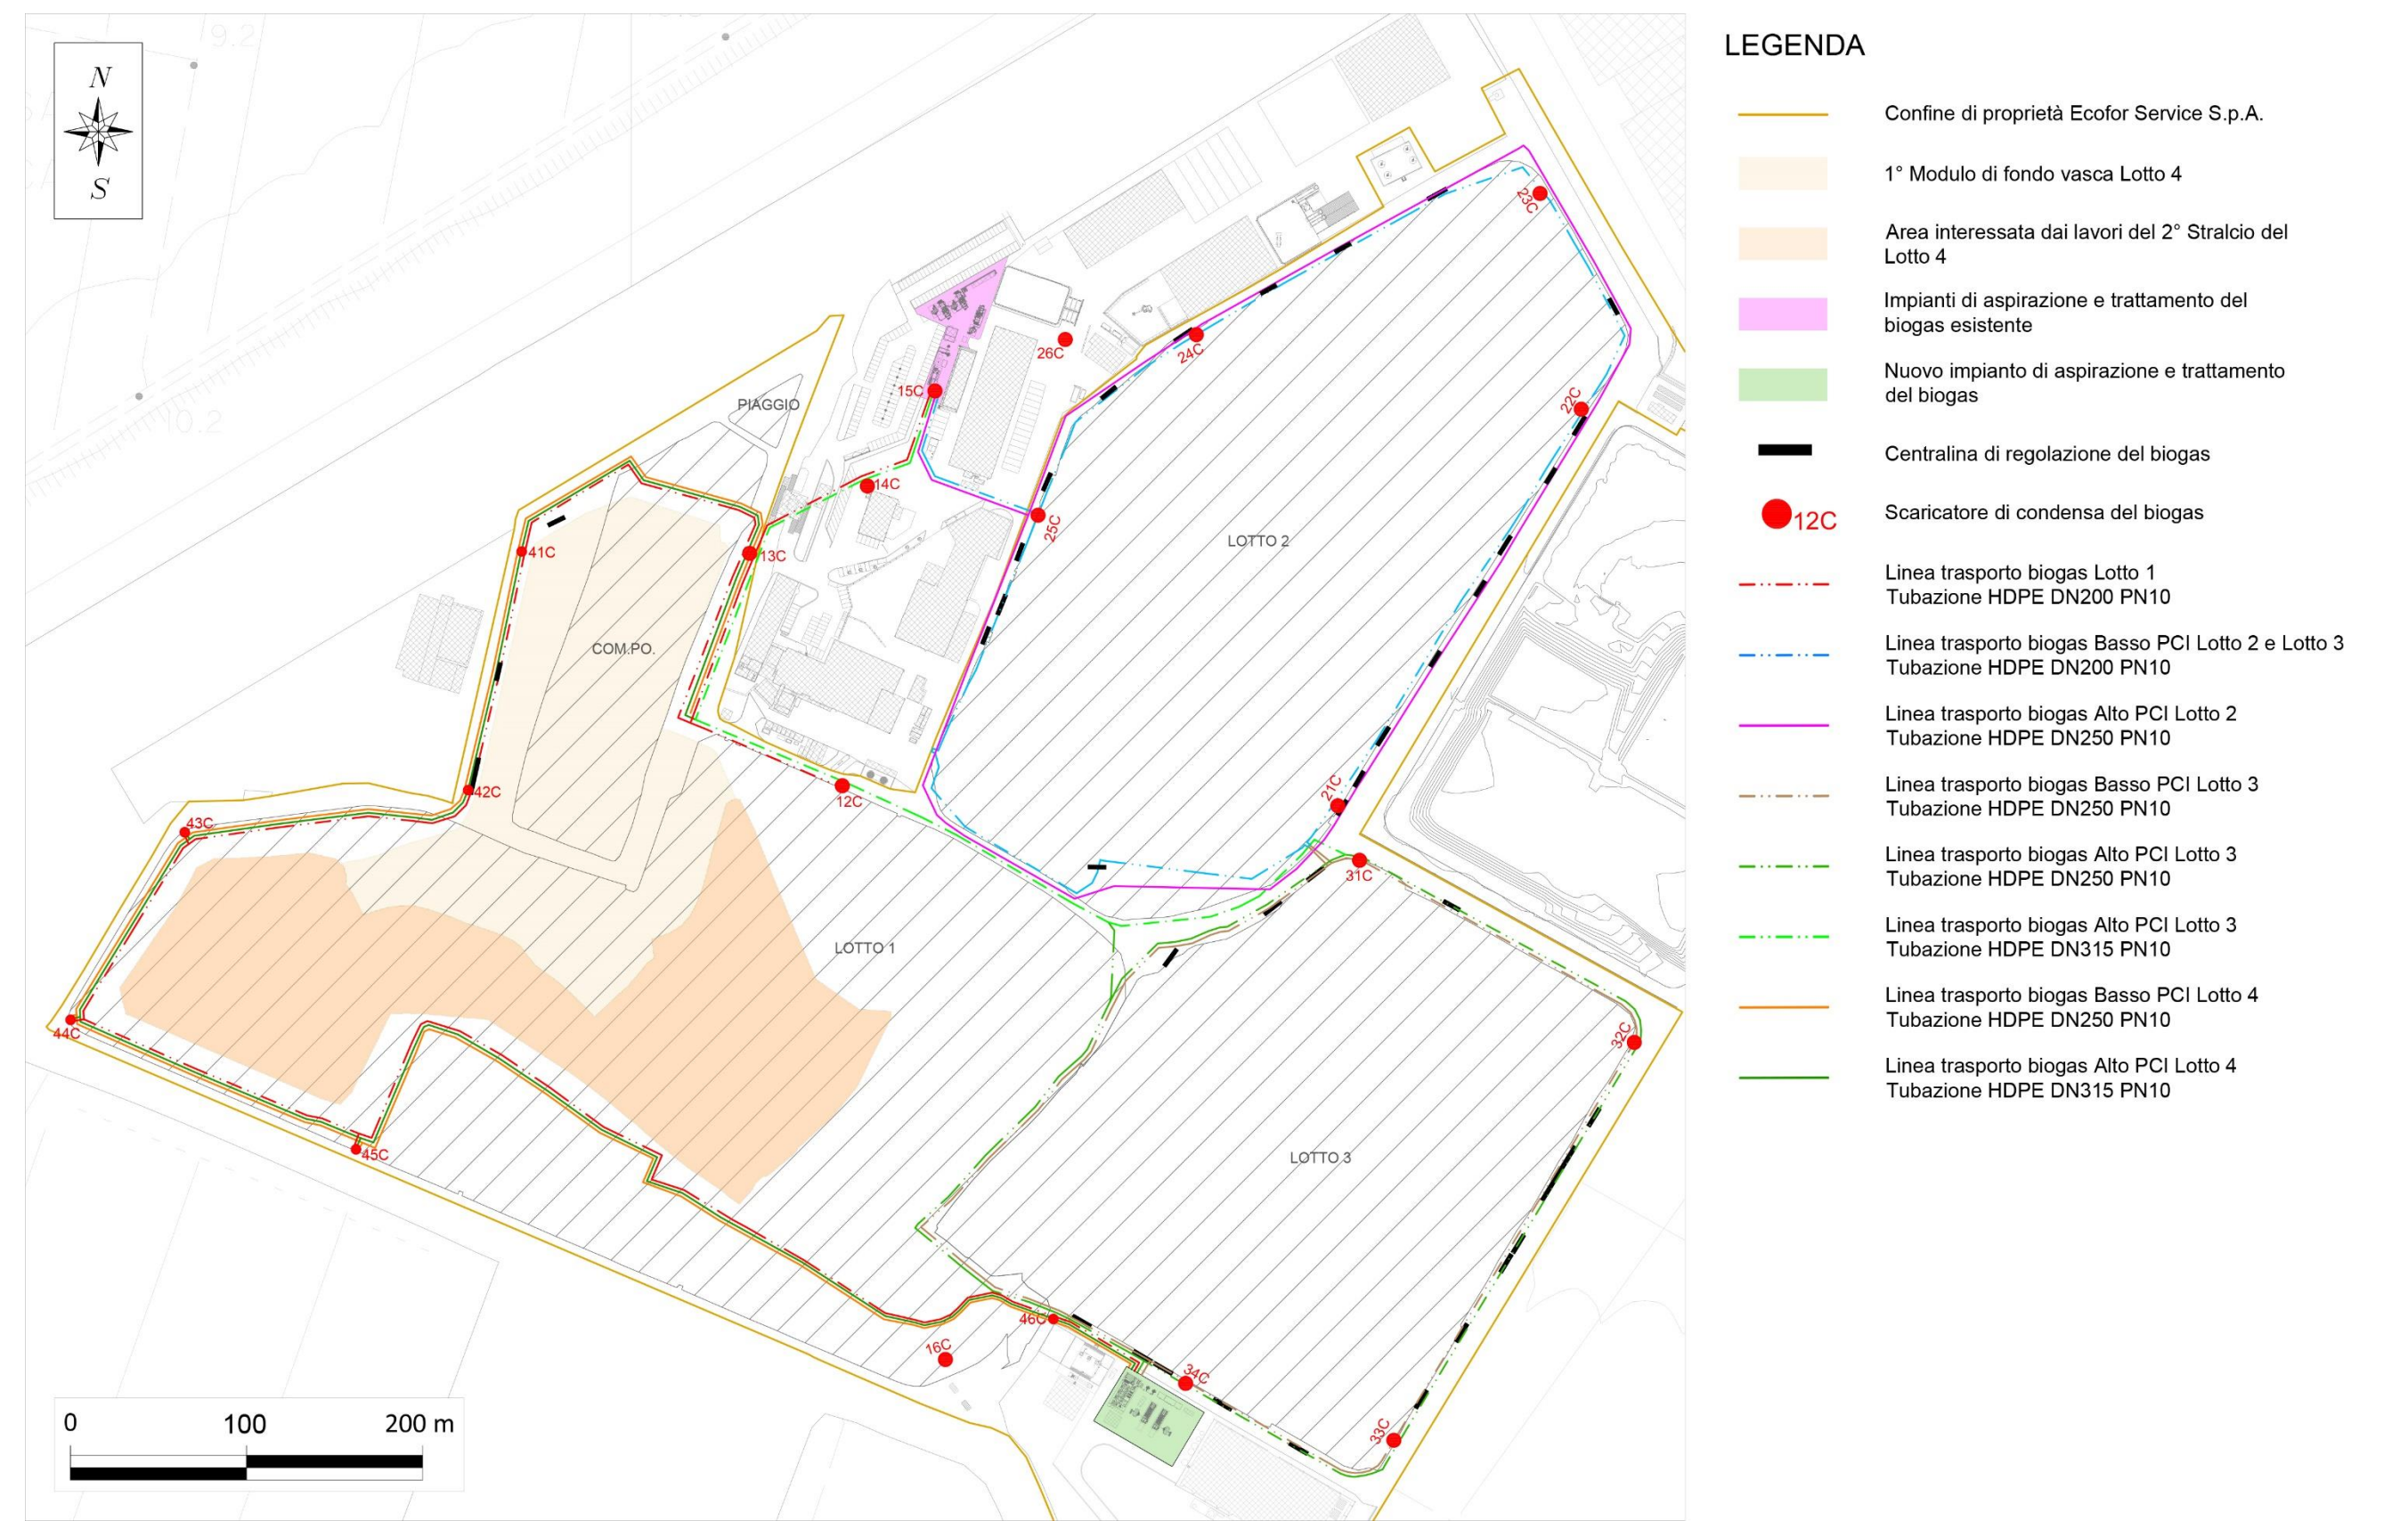 9.2
N
S
10.2
PIAGGIO
COM.PO.
LOTTO 1
LOTTO 2
LOTTO 3
12C
13C
14C
15C
16C
21C
22C
23C
24C
25C
26C
31C
32C
33C
34C
41C
42C
43C
44C
45C
46C
0 100 200 m
LEGENDA
Confine di proprietà Ecofor Service S.p.A.
1° Modulo di fondo vasca Lotto 4
Area interessata dai lavori del 2° Stralcio del
Lotto 4
Impianti di aspirazione e trattamento del
biogas esistente
Nuovo impianto di aspirazione e trattamento
del biogas
Centralina di regolazione del biogas
12C
Scaricatore di condensa del biogas
Linea trasporto biogas Lotto 1
Tubazione HDPE DN200 PN10
Linea trasporto biogas Basso PCI Lotto 2 e Lotto 3
Tubazione HDPE DN200 PN10
Linea trasporto biogas Alto PCI Lotto 2
Tubazione HDPE DN250 PN10
Linea trasporto biogas Basso PCI Lotto 3
Tubazione HDPE DN250 PN10
Linea trasporto biogas Alto PCI Lotto 3
Tubazione HDPE DN250 PN10
Linea trasporto biogas Alto PCI Lotto 3
Tubazione HDPE DN315 PN10
Linea trasporto biogas Basso PCI Lotto 4
Tubazione HDPE DN250 PN10
Linea trasporto biogas Alto PCI Lotto 4
Tubazione HDPE DN315 PN10